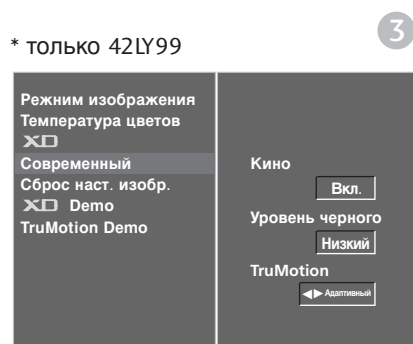 * только 42LY99
3
Режим изображения
Температура цветов
XD
Современный
Сброс наст. изобр.
XD Demo
TruMotion Demo
Кино
Вкл.
Уровень черного
Низкий
TruMotion
◀▶ Адаптивный